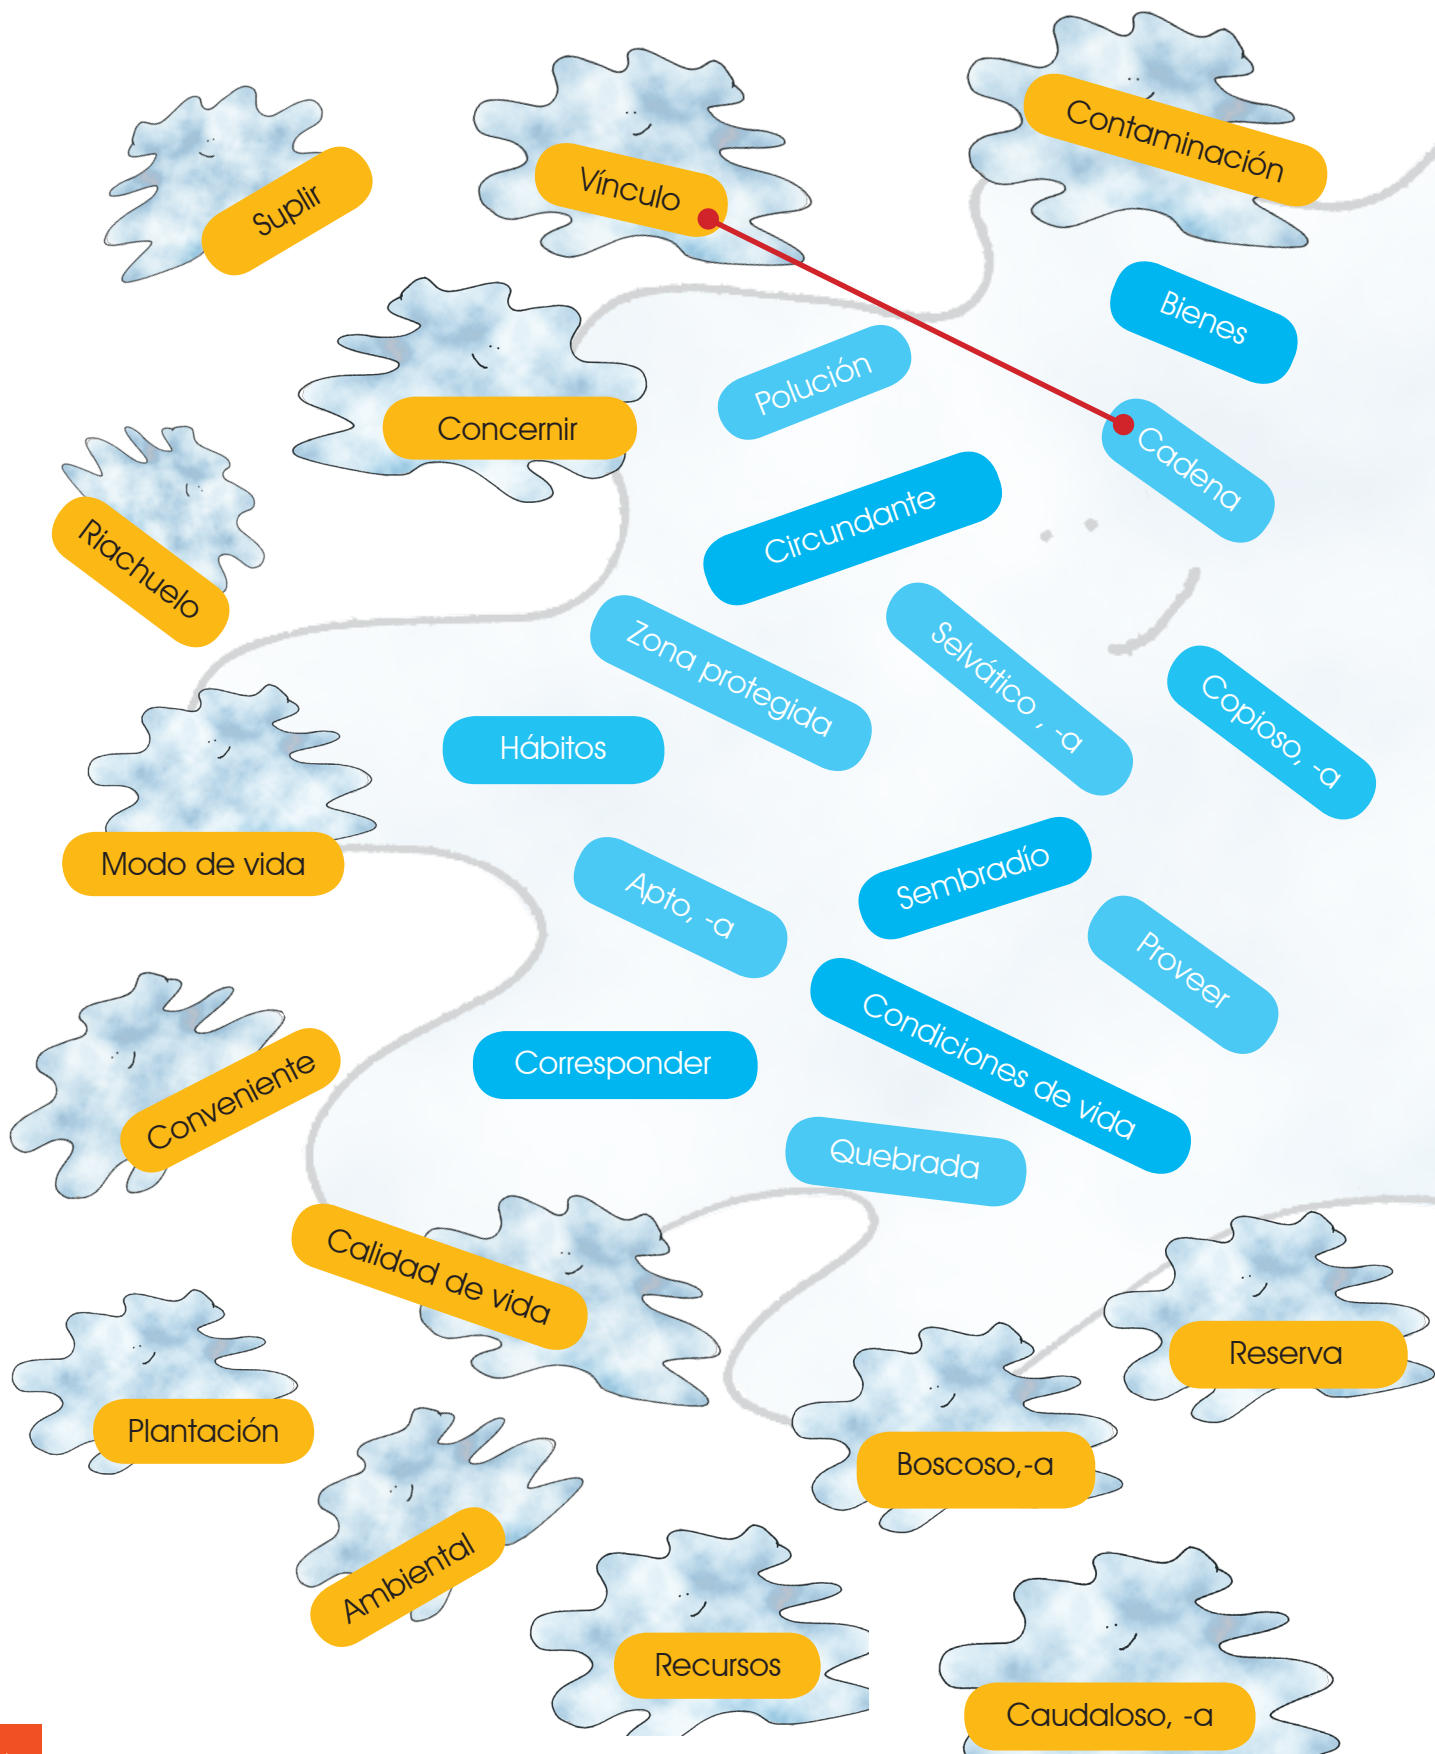 Contaminación
Vínculo
Suplir
Bienes
Polución
Concernir
Cadena
Circundante
Riachuelo
Zona protegida
Selvático , -a
Copioso, -a
Hábitos
Modo de vida
Apto, -a
Sembradío
Proveer
Condiciones de vida
Corresponder
Conveniente
Quebrada
Calidad de vida
Reserva
Plantación
Boscoso,-a
Ambiental
Recursos
Caudaloso, -a